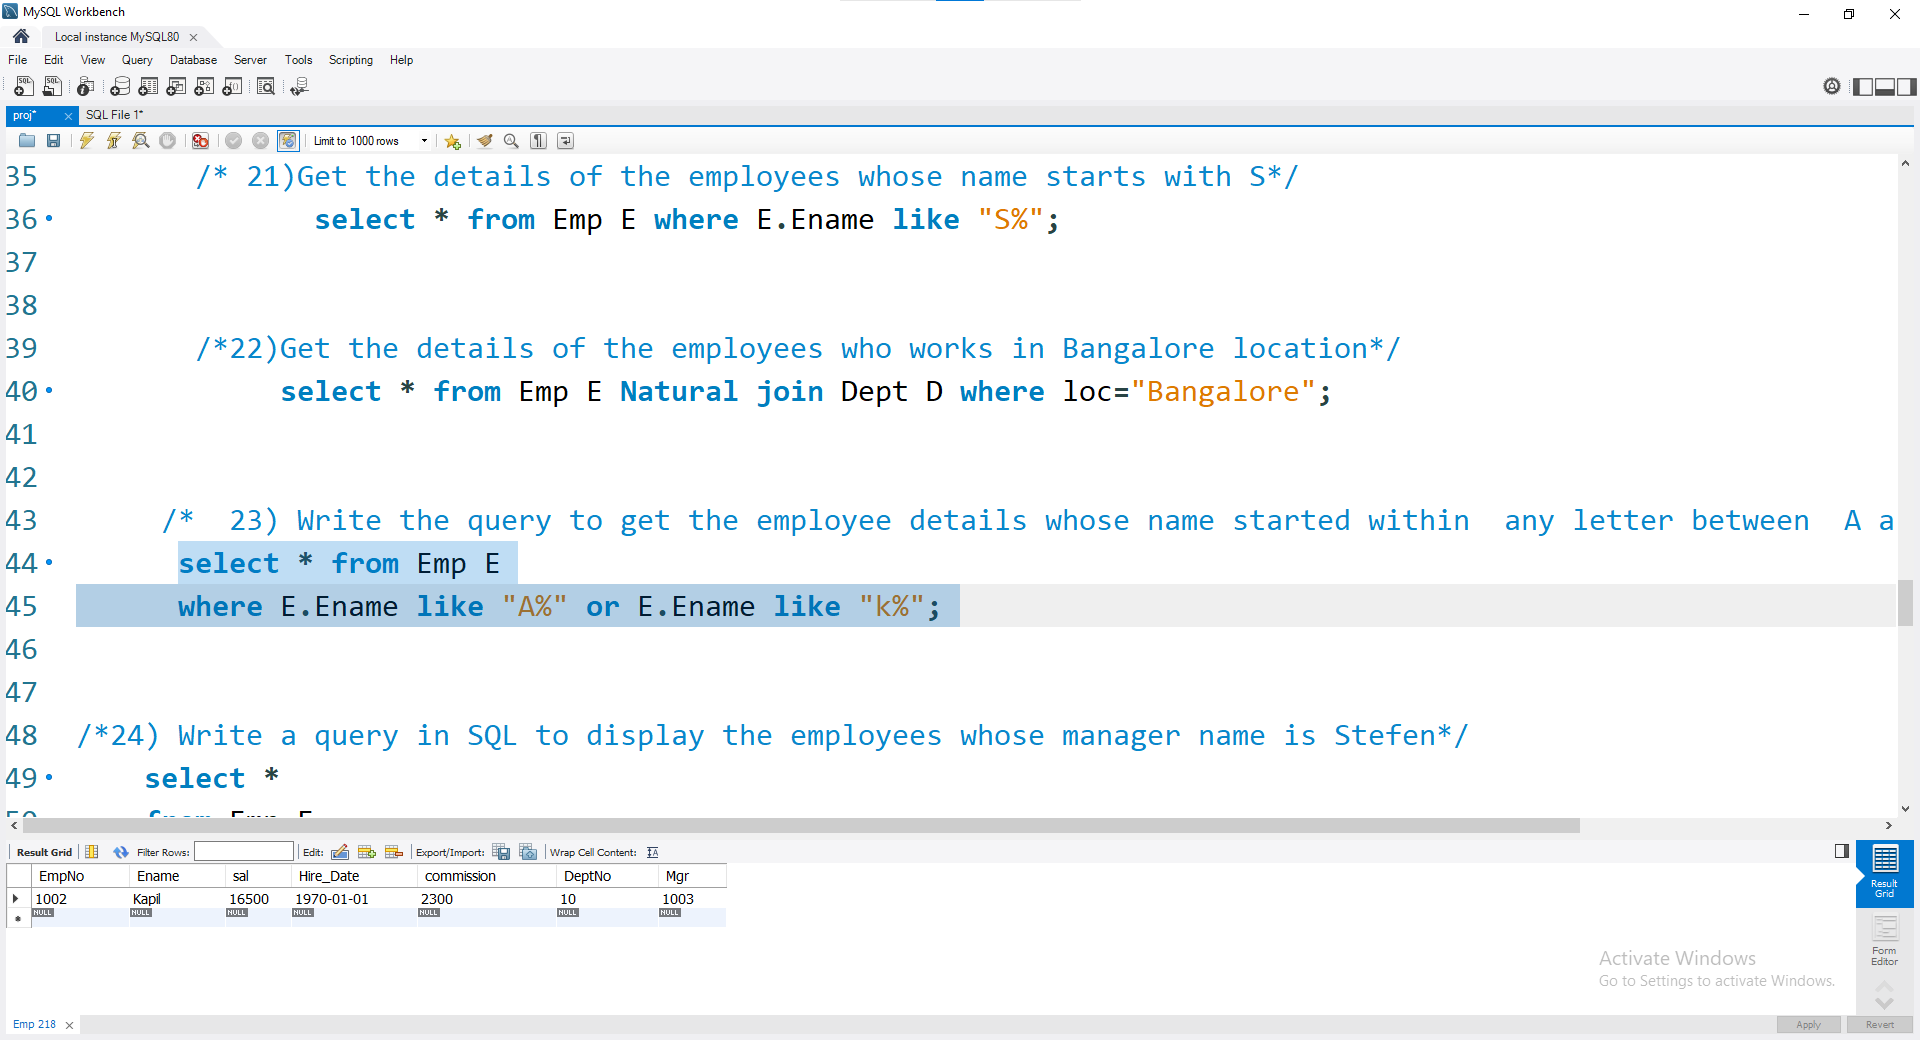 MySQL Workbench
Local instance MySQL80
File Edit View Query Database Server Tools Scripting Help
proj* SQL File 1*
Limit to 1000 rows
35 /* 21)Get the details of the employees whose name starts with S*/
36 select * from Emp E where E.Ename like "S%";
37
38
39 /*22)Get the details of the employees who works in Bangalore location*/
40 select * from Emp E Natural join Dept D where loc="Bangalore";
41
42
43 /*  23) Write the query to get the employee details whose name started within  any letter between  A a
44 select * from Emp E
45 where E.Ename like "A%" or E.Ename like "k%";
46
47
48 /*24) Write a query in SQL to display the employees whose manager name is Stefen*/
49 select *
50 from Emp E
Result Grid Filter Rows: Edit: Export/Import: Wrap Cell Content:
EmpNo Ename sal Hire_Date commission DeptNo Mgr
1002 Kapil 16500 1970-01-01 2300 10 1003
NULL NULL NULL NULL NULL NULL NULL
Result
Grid
Form
Editor
Activate Windows
Go to Settings to activate Windows.
Emp 218
Apply Revert